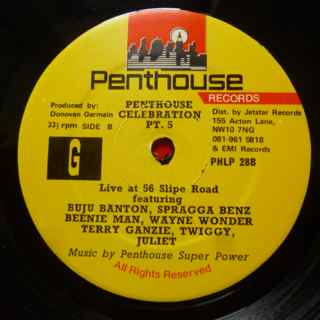 Penthouse
RECORDS
Produced by:
Donovan Germain
33⅓ rpm SIDE B
PENTHOUSE
CELEBRATION
PT. 5
Dist. by Jetstar Records
155 Acton Lane,
NW10 7NG
081-961 5818
& EMI Records
G
PHLP 28B
Live at 56 Slipe Road
featuring
BUJU BANTON, SPRAGGA BENZ
BEENIE MAN, WAYNE WONDER
TERRY GANZIE, TWIGGY,
JULIET
Music by Penthouse Super Power
All Rights Reserved